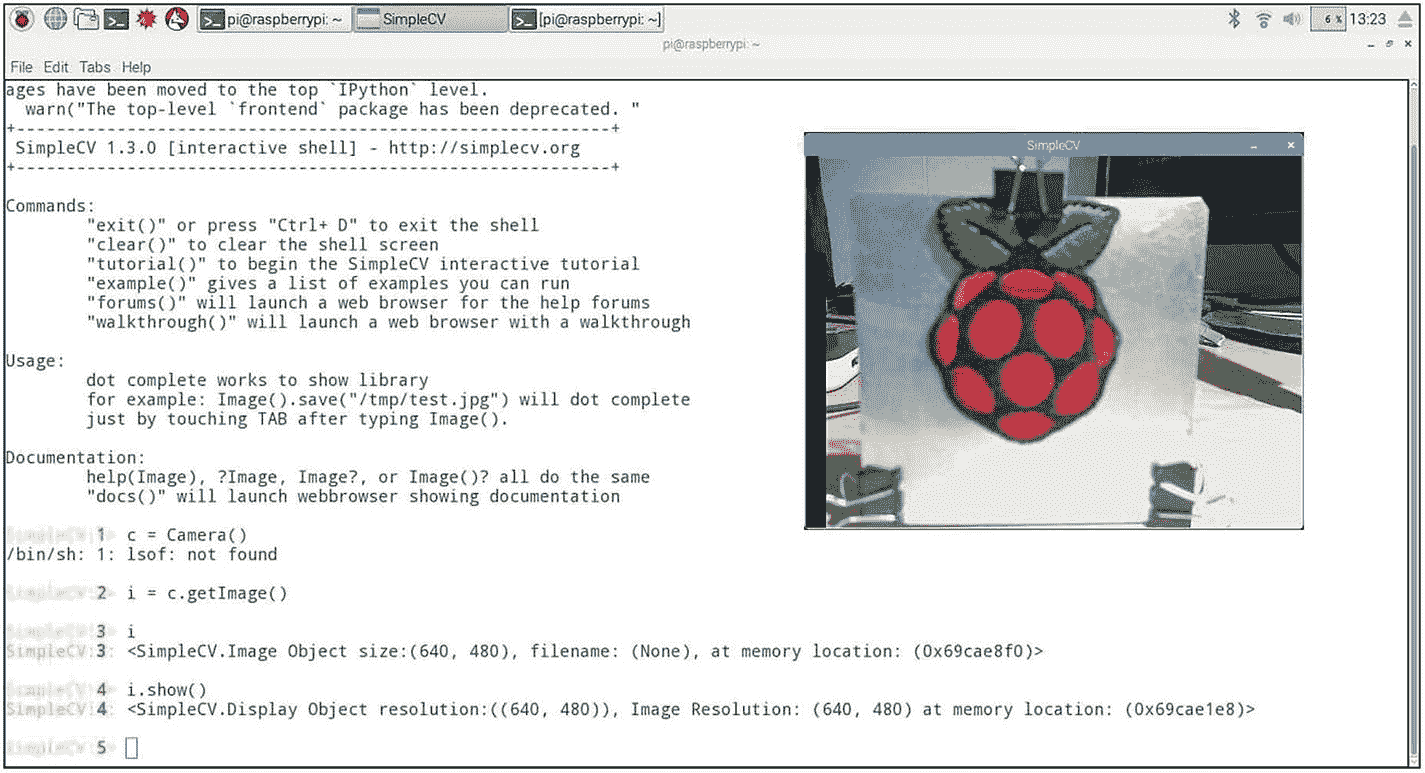 pi@raspberrypi: ~ SimpleCV [pi@raspberrypi: ~] 6 % 13:23
pi@raspberrypi: ~
File Edit Tabs Help
ages have been moved to the top `IPython` level.
warn("The top-level `frontend` package has been deprecated. "
+-----------------------------------------------------------+
SimpleCV 1.3.0 [interactive shell] - http://simplecv.org
+-----------------------------------------------------------+
SimpleCV
Commands:
"exit()" or press "Ctrl+ D" to exit the shell
"clear()" to clear the shell screen
"tutorial()" to begin the SimpleCV interactive tutorial
"example()" gives a list of examples you can run
"forums()" will launch a web browser for the help forums
"walkthrough()" will launch a web browser with a walkthrough
Usage:
dot complete works to show library
for example: Image().save("/tmp/test.jpg") will dot complete
just by touching TAB after typing Image().
Documentation:
help(Image), ?Image, Image?, or Image()? all do the same
"docs()" will launch webbrowser showing documentation
SimpleCV:1> c = Camera()
/bin/sh: 1: lsof: not found
SimpleCV:2> i = c.getImage()
SimpleCV:3> i
SimpleCV:3: <SimpleCV.Image Object size:(640, 480), filename: (None), at memory location: (0x69cae8f0)>
SimpleCV:4> i.show()
SimpleCV:4: <SimpleCV.Display Object resolution:((640, 480)), Image Resolution: (640, 480) at memory location: (0x69cae1e8)>
SimpleCV:5>